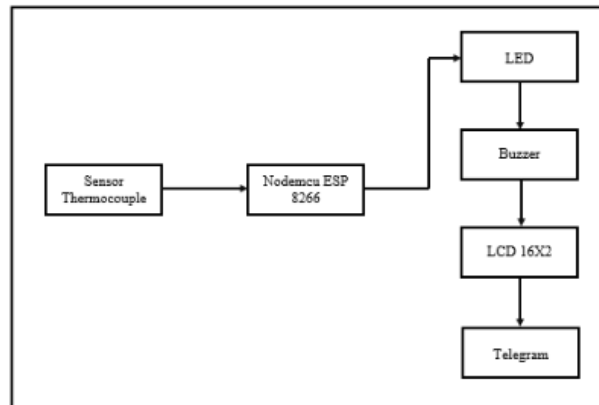 LED
Buzzer
Sensor
Thermocouple
Nodemcu ESP
8266
LCD 16X2
Telegram